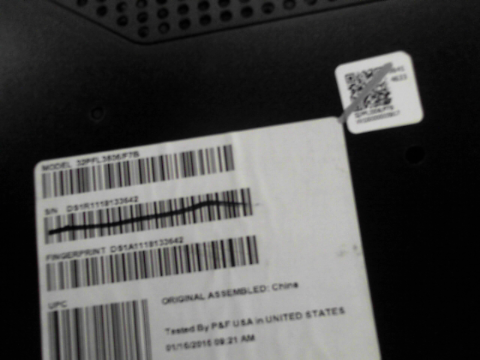 MODEL 32PFL3506/F7B
S/N DS1A1118133642
FINGERPRINT DS1A1118133642
UPC
ORIGINAL ASSEMBLED: China
Tested By P&F USA in UNITED STATES
01/15/2015 09:21 AM